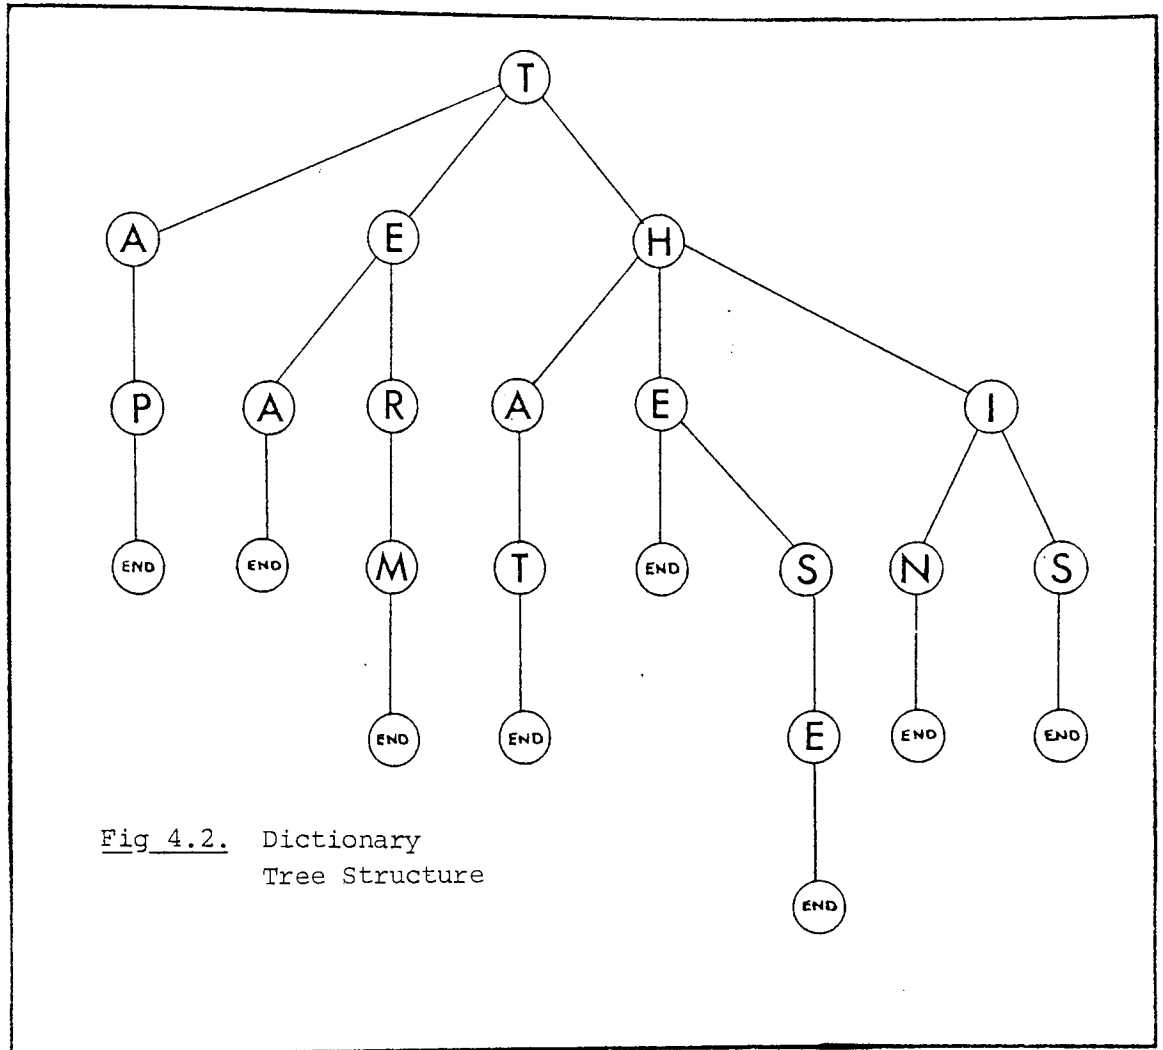 T
A E H
P A R A E I
END END M T END S N S
END END E END END
Fig 4.2. Dictionary
Tree Structure
END